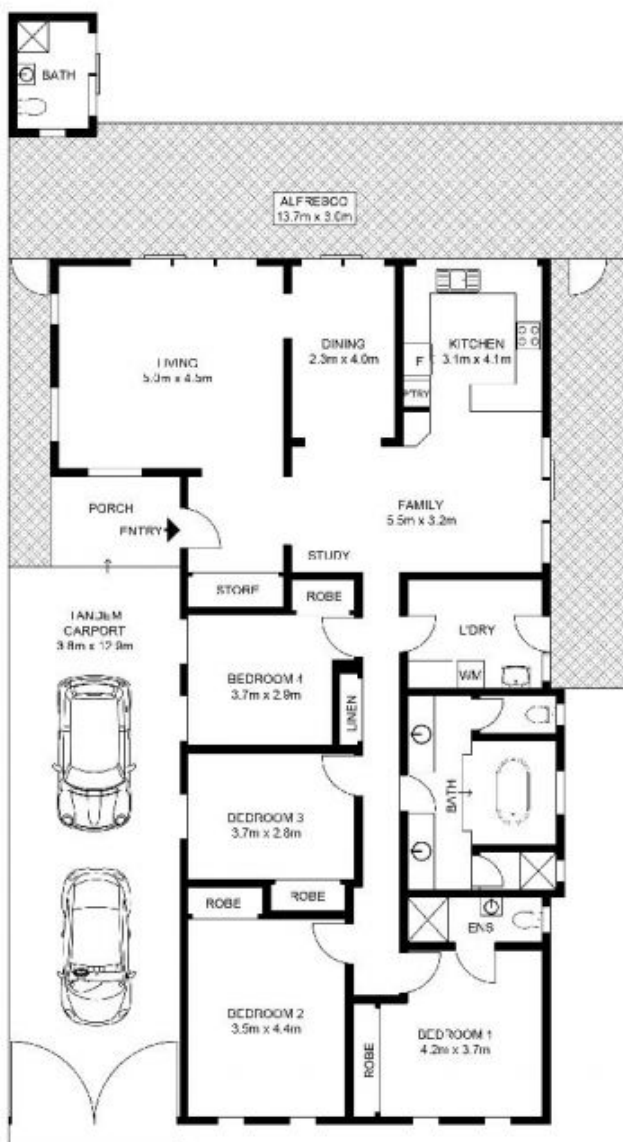 BATH
ALFRESCO
13.7m x 3.0m
LIVING
5.0m x 4.5m
DINING
2.3m x 4.0m
KITCHEN
3.1m x 4.1m
F
PTRY
FAMILY
5.5m x 3.2m
PORCH
ENTRY
STUDY
STORE
ROBE
TANDEM
CARPORT
3.8m x 12.9m
L'DRY
WM
BEDROOM 4
3.7m x 2.9m
LINEN
BATH
BEDROOM 3
3.7m x 2.8m
ROBE
ROBE
ENS
BEDROOM 2
3.5m x 4.4m
ROBE
BEDROOM 1
4.2m x 3.7m